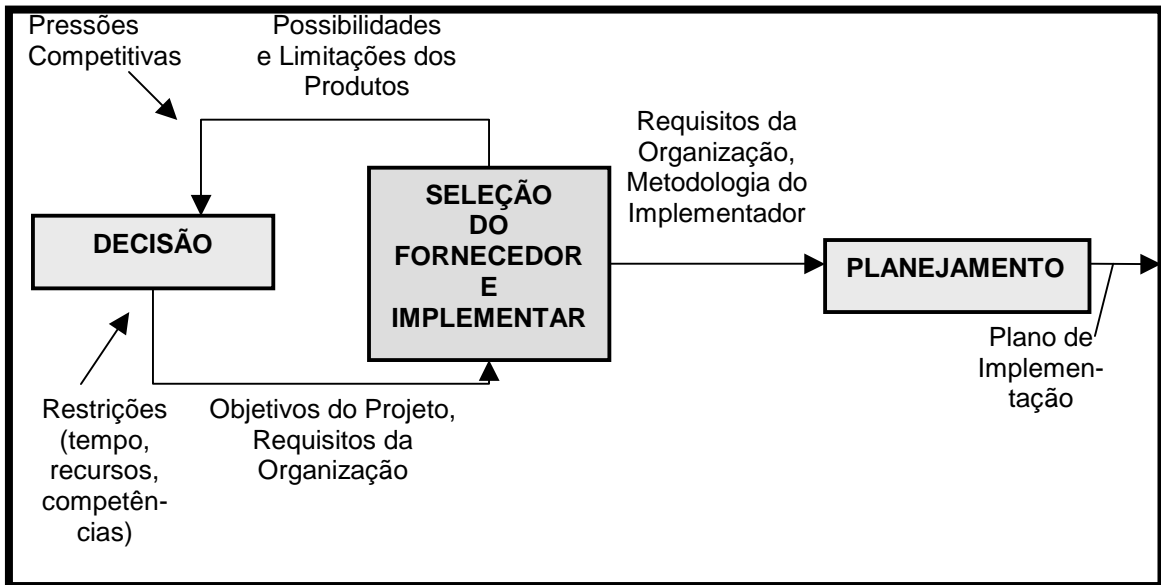 Pressões
Competitivas
Possibilidades
e Limitações dos
Produtos
Requisitos da
Organização,
Metodologia do
Implementador
DECISÃO
SELEÇÃO
DO
FORNECEDOR
E
IMPLEMENTAR
PLANEJAMENTO
Plano de
Implemen-
tação
Restrições
(tempo,
recursos,
competên-
cias)
Objetivos do Projeto,
Requisitos da
Organização